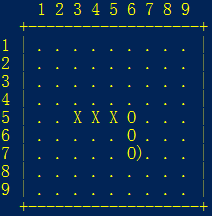 1 2 3 4 5 6 7 8 9
+-------------------+
1 | . . . . . . . . . |
2 | . . . . . . . . . |
3 | . . . . . . . . . |
4 | . . . . . . . . . |
5 | . . X X X O . . . |
6 | . . . . . O . . . |
7 | . . . . . O). . . |
8 | . . . . . . . . . |
9 | . . . . . . . . . |
+-------------------+